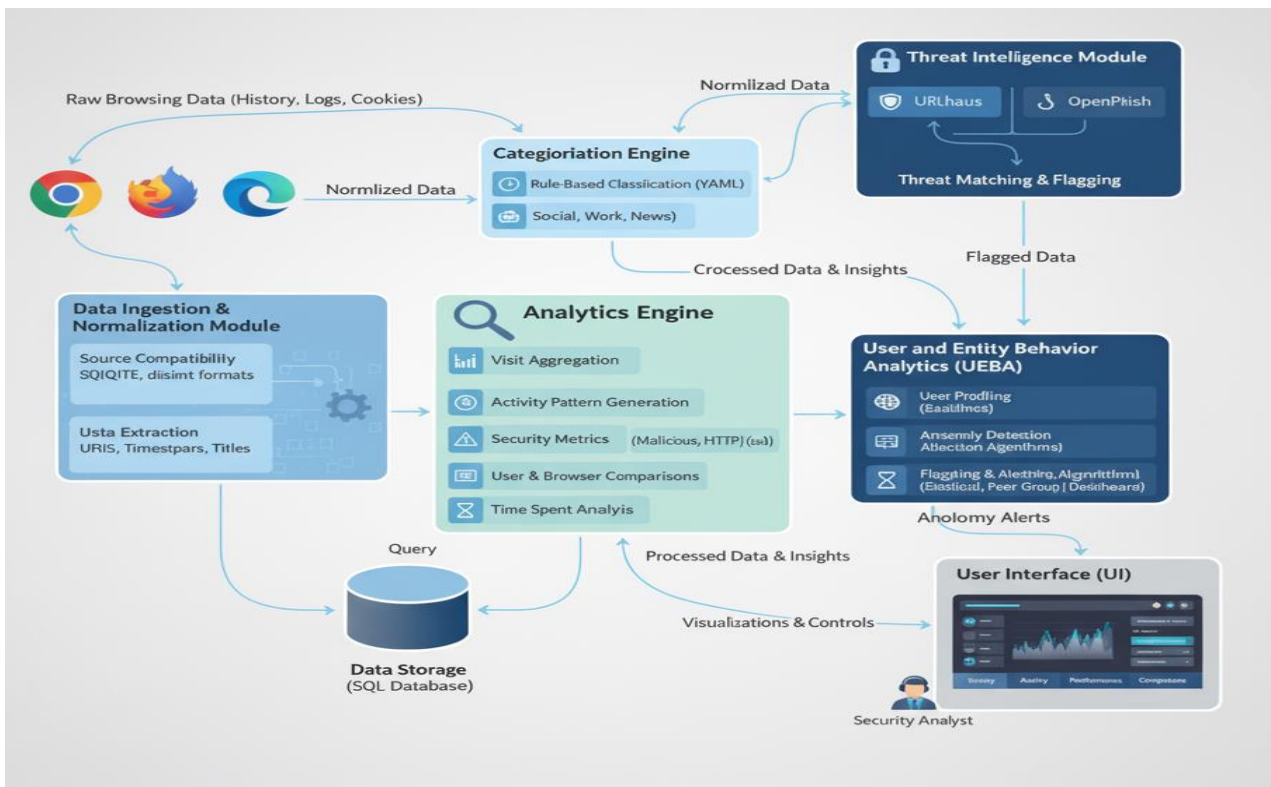 Threat Intelligence Module
Normlizad Data
Raw Browsing Data (History, Logs, Cookies)
URLhaus
OpenPhish
Categioriation Engine
Rule-Based Classification (YAML)
Normlized Data
Threat Matching & Flagging
Social, Work, News)
Flagged Data
Crocessed Data & Insights
Data Ingestion &
Normalization Module
Analytics Engine
Source Compatibility
SQIQITE, diisimt formats
User and Entity Behavior
Analytics (UEBA)
Visit Aggregation
Activity Pattern Generation
Usta Extraction
URIS, Timestpars, Titles
Security Metrics
(Malicious, HTTP)
User & Browser Comparisons
Time Spent Analyis
Anolomy Alerts
Query
Processed Data & Insights
User Interface (UI)
Visualizations & Controls
Data Storage
(SQL Database)
Security Analyst